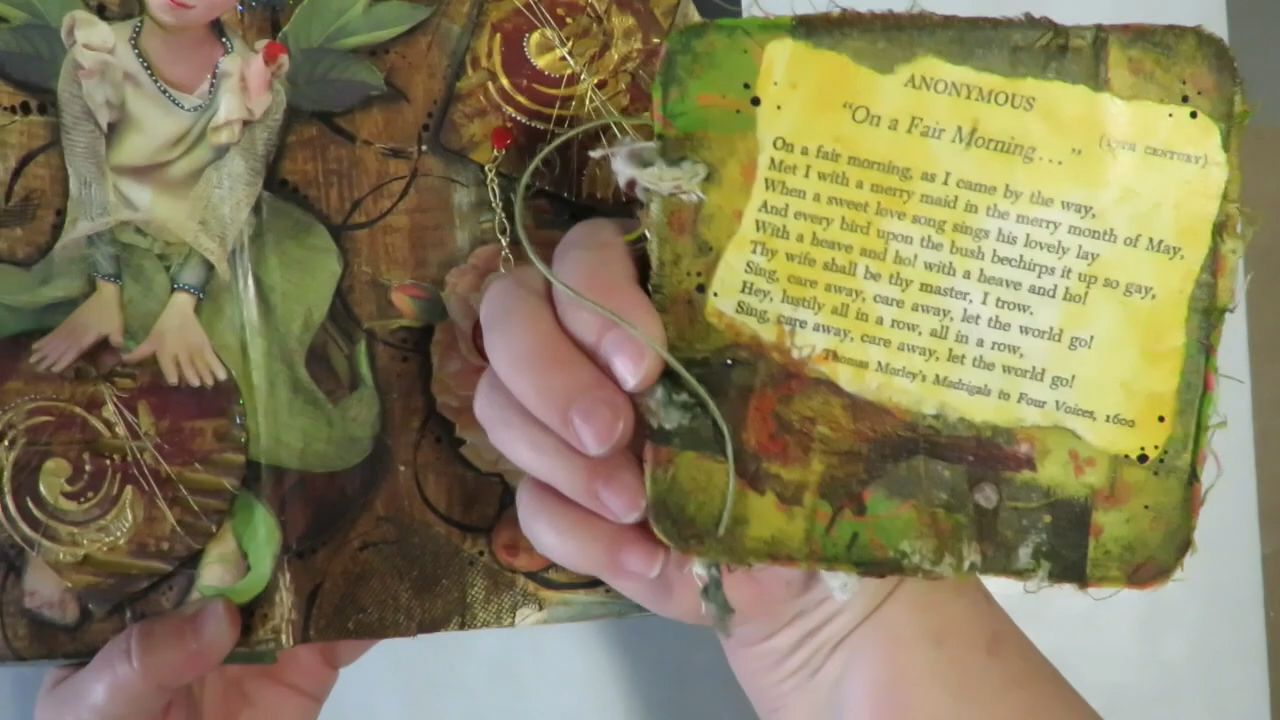 ANONYMOUS
"On a Fair Morning..." (17TH CENTURY)
On a fair morning, as I came by the way,
Met I with a merry maid in the merry month of May,
When a sweet love song sings his lovely lay
And every bird upon the bush bechirps it up so gay,
With a heave and ho! with a heave and ho!
Thy wife shall be thy master, I trow.
Sing, care away, care away, let the world go!
Hey, lustily all in a row, all in a row,
Sing, care away, care away, let the world go!
Thomas Morley's Madrigals to Four Voices, 1600